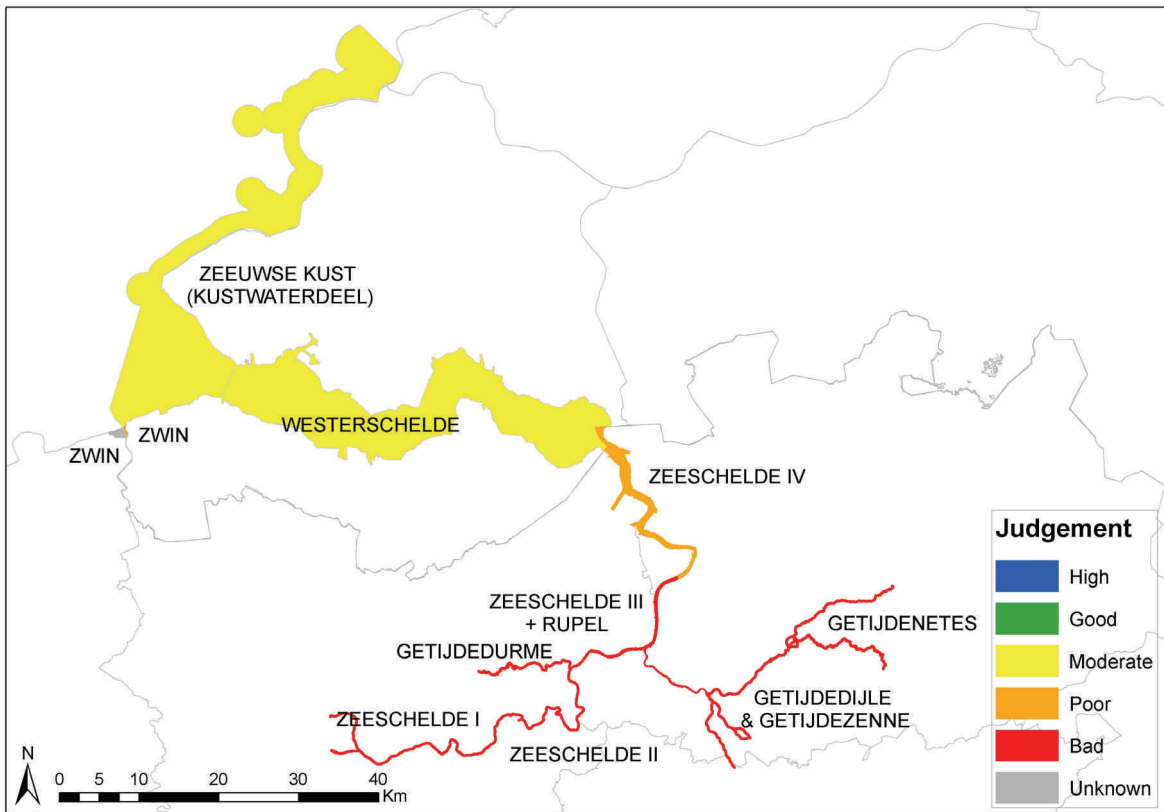 ZEEUWSE KUST
(KUSTWATERDEEL)
WESTERSCHELDE
ZWIN
ZWIN
ZEESCHELDE IV
ZEESCHELDE III
+ RUPEL
GETIJDENETES
GETIJDEDURME
GETIJDEDIJLE
& GETIJDEZENNE
ZEESCHELDE I
ZEESCHELDE II
Judgement
High
Good
Moderate
Poor
Bad
Unknown
N
0 10 20 30 40
Km